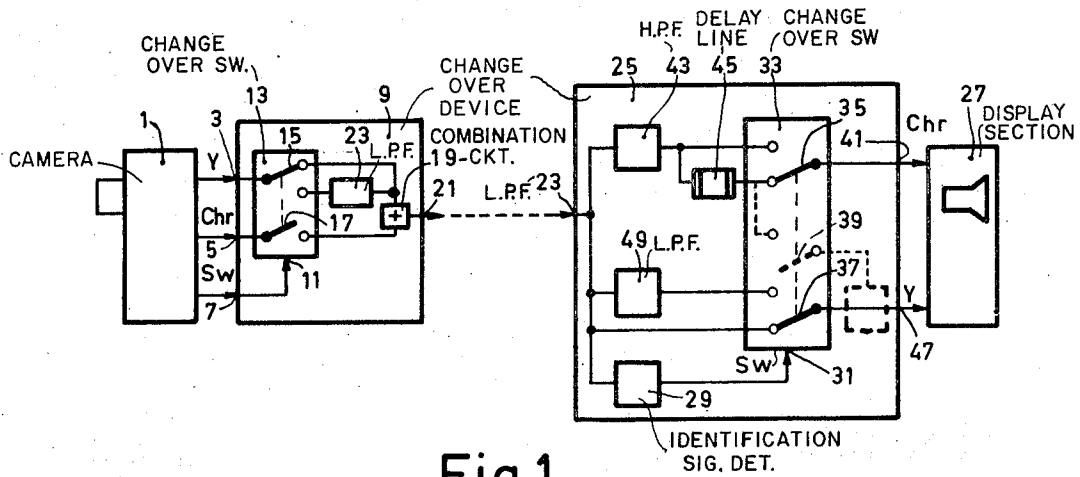 CHANGE
OVER SW.
13
1
3
9
CHANGE
OVER
DEVICE
CAMERA
Y
15
23
L.P.F.
COMBINATION
19-CKT.
21
L.P.F. 23
Chr
5
17
Sw
7
11
H.P.F.
43
DELAY
LINE
45
CHANGE
OVER SW
33
25
35
Chr
41
27
DISPLAY
SECTION
39
49
L.P.F.
37
Y
47
Sw
31
29
IDENTIFICATION
SIG. DET.
Fig.1